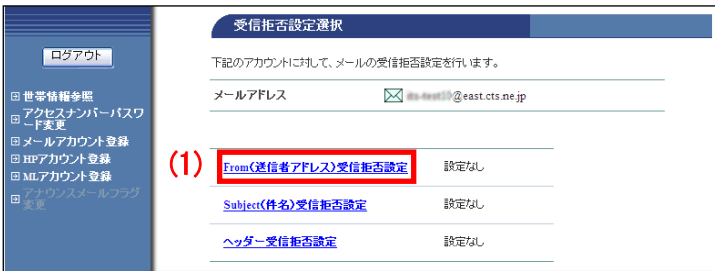 受信拒否設定選択
ログアウト
下記のアカウントに対して、メールの受信拒否設定を行います。
世帯情報参照
アクセスナンバーパスワ
ード変更
メールアカウント登録
HPアカウント登録
MLアカウント登録
アナウンスメールフラグ
変更
メールアドレス @east.cts.ne.jp
(1) From(送信者アドレス)受信拒否設定 設定なし
Subject(件名)受信拒否設定 設定なし
ヘッダー受信拒否設定 設定なし